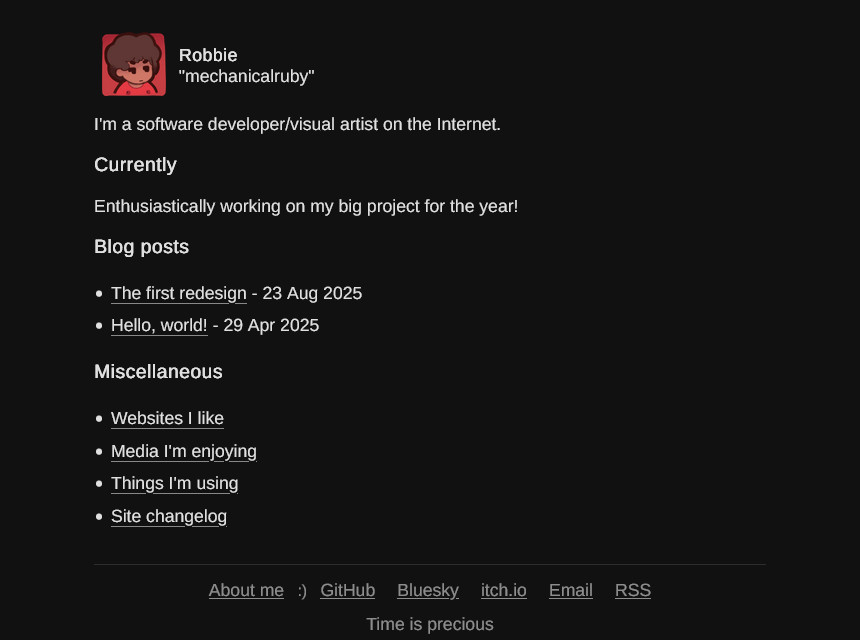 Robbie
"mechanicalruby"
I'm a software developer/visual artist on the Internet.
Currently
Enthusiastically working on my big project for the year!
Blog posts
• The first redesign - 23 Aug 2025
• Hello, world! - 29 Apr 2025
Miscellaneous
• Websites I like
• Media I'm enjoying
• Things I'm using
• Site changelog
About me :) GitHub Bluesky itch.io Email RSS
Time is precious